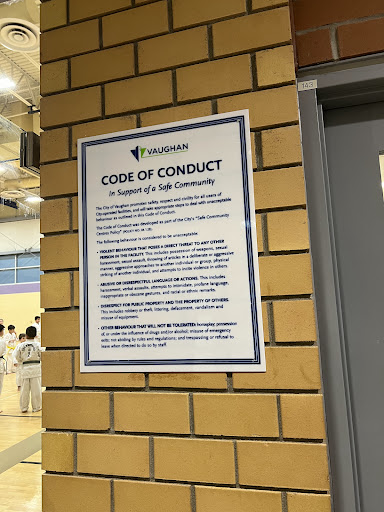 143
VAUGHAN
CODE OF CONDUCT
In Support of a Safe Community
The City of Vaughan promotes safety, respect and civility for all users of
City-operated facilities, and will take appropriate steps to deal with unacceptable
behaviour as outlined in this Code of Conduct.
The Code of Conduct was developed as part of the City's "Safe Community
Centres Policy"
The following behaviour is considered to be unacceptable:
· VIOLENT BEHAVIOUR THAT POSES A DIRECT THREAT TO ANY OTHER
PERSON IN THE FACILITY. This includes possession of weapons, sexual
harassment, sexual assault, throwing of articles in a deliberate or aggressive
manner, aggressive approaches to another individual or group, physical
striking of another individual, and attempts to incite violence in others.
· ABUSIVE OR DISRESPECTFUL LANGUAGE OR ACTIONS. This includes
harassment, verbal assaults, attempts to intimidate, profane language,
inappropriate or obscene gestures, and racial or ethnic remarks.
· DISRESPECT FOR PUBLIC PROPERTY AND THE PROPERTY OF OTHERS.
This includes robbery or theft, littering, defacement, vandalism and
misuse of equipment.
· OTHER BEHAVIOUR THAT WILL NOT BE TOLERATED: horseplay; possession
of, or under the influence of drugs and/or alcohol; misuse of emergency
exits; not abiding by rules and regulations; and trespassing or refusal to
leave when directed to do so by staff.